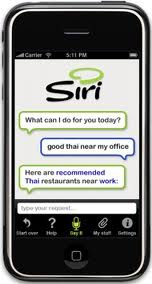 Carrier 5:11 PM
Siri
What can I do for you today?
good thai near my office
Here are recommended
Thai restaurants near work:
type your request...
Start over Help Say it My stuff Settings